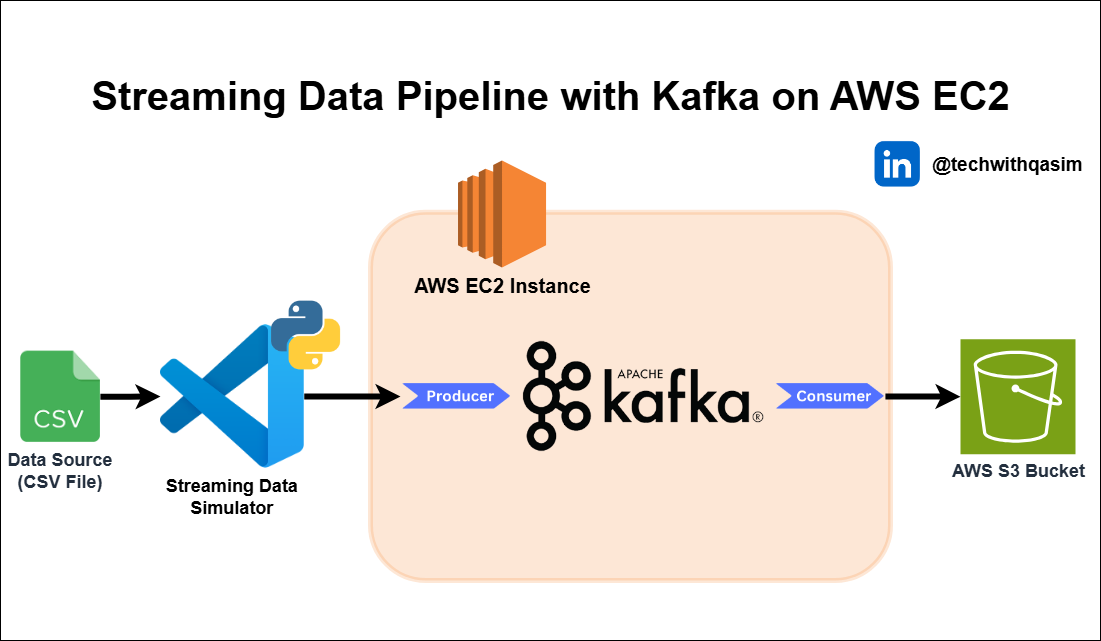 Streaming Data Pipeline with Kafka on AWS EC2
in
@techwithqasim
AWS EC2 Instance
CSV
Data Source
(CSV File)
Streaming Data
Simulator
Producer
APACHE
kafka®
Consumer
AWS S3 Bucket